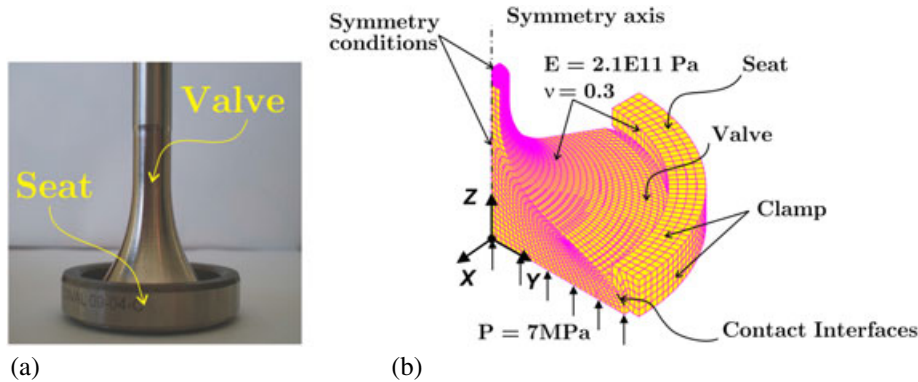 Valve
Seat
(a)
Symmetry
conditions
Symmetry axis
E = 2.1E11 Pa
ν = 0.3
Seat
Valve
Clamp
Z
X
Y
P = 7MPa
Contact Interfaces
(b)